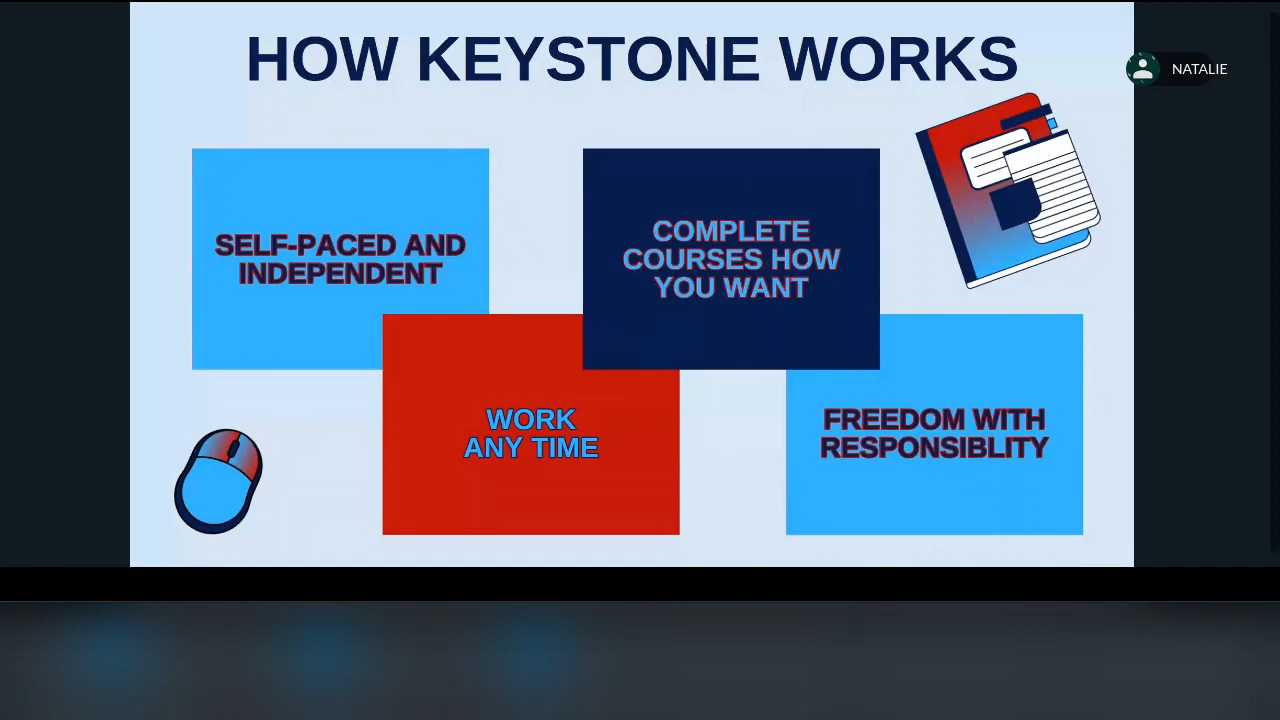 HOW KEYSTONE WORKS
NATALIE
SELF-PACED AND
INDEPENDENT
COMPLETE
COURSES HOW
YOU WANT
WORK
ANY TIME
FREEDOM WITH
RESPONSIBLITY